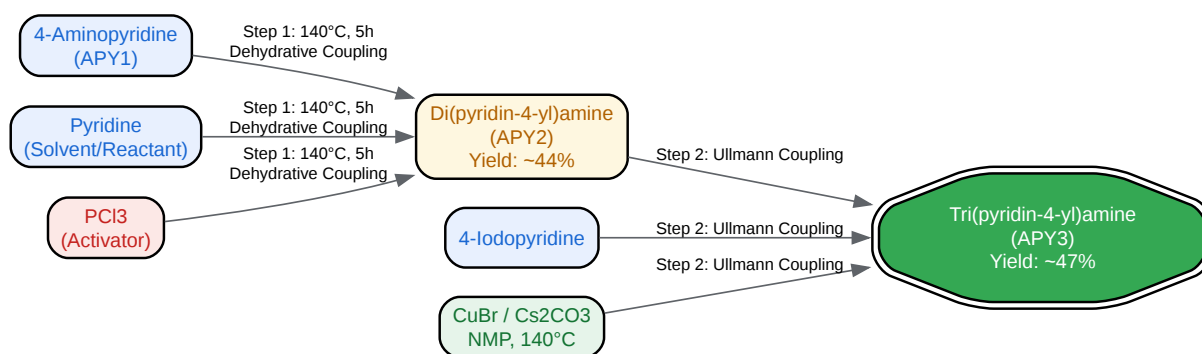 4-Aminopyridine
(APY1)
Step 1: 140°C, 5h
Dehydrative Coupling
Pyridine
(Solvent/Reactant)
Step 1: 140°C, 5h
Dehydrative Coupling
PCl3
(Activator)
Step 1: 140°C, 5h
Dehydrative Coupling
Di(pyridin-4-yl)amine
(APY2)
Yield: ~44%
Step 2: Ullmann Coupling
4-Iodopyridine
Step 2: Ullmann Coupling
CuBr / Cs2CO3
NMP, 140°C
Step 2: Ullmann Coupling
Tri(pyridin-4-yl)amine
(APY3)
Yield: ~47%